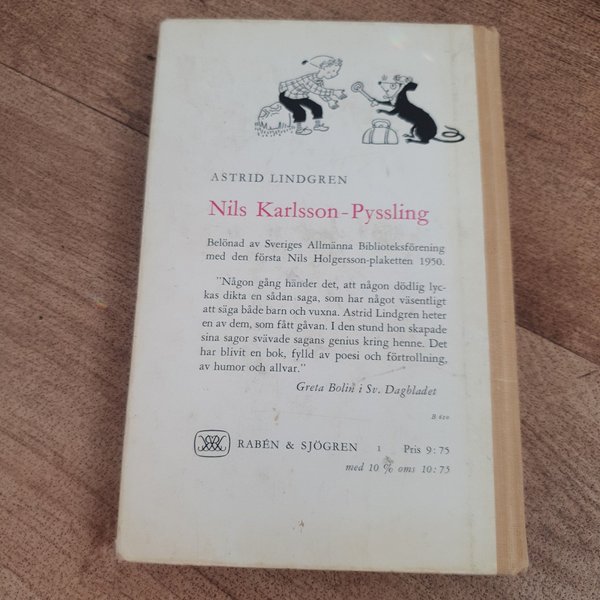 ASTRID LINDGREN
Nils Karlsson-Pyssling
Belönad av Sveriges Allmänna Biblioteksförening
med den första Nils Holgersson-plaketten 1950.
"Någon gång händer det, att någon dödlig lyc-
kas dikta en sådan saga, som har något väsentligt
att säga både barn och vuxna. Astrid Lindgren heter
en av dem, som fått gåvan. I den stund hon skapade
sina sagor svävade sagans genius kring henne. Det
har blivit en bok, fylld av poesi och förtrollning,
av humor och allvar."
Greta Bolin i Sv. Dagbladet
B 620
RABÉN & SJÖGREN 1 Pris 9:75
med 10 % oms 10:75